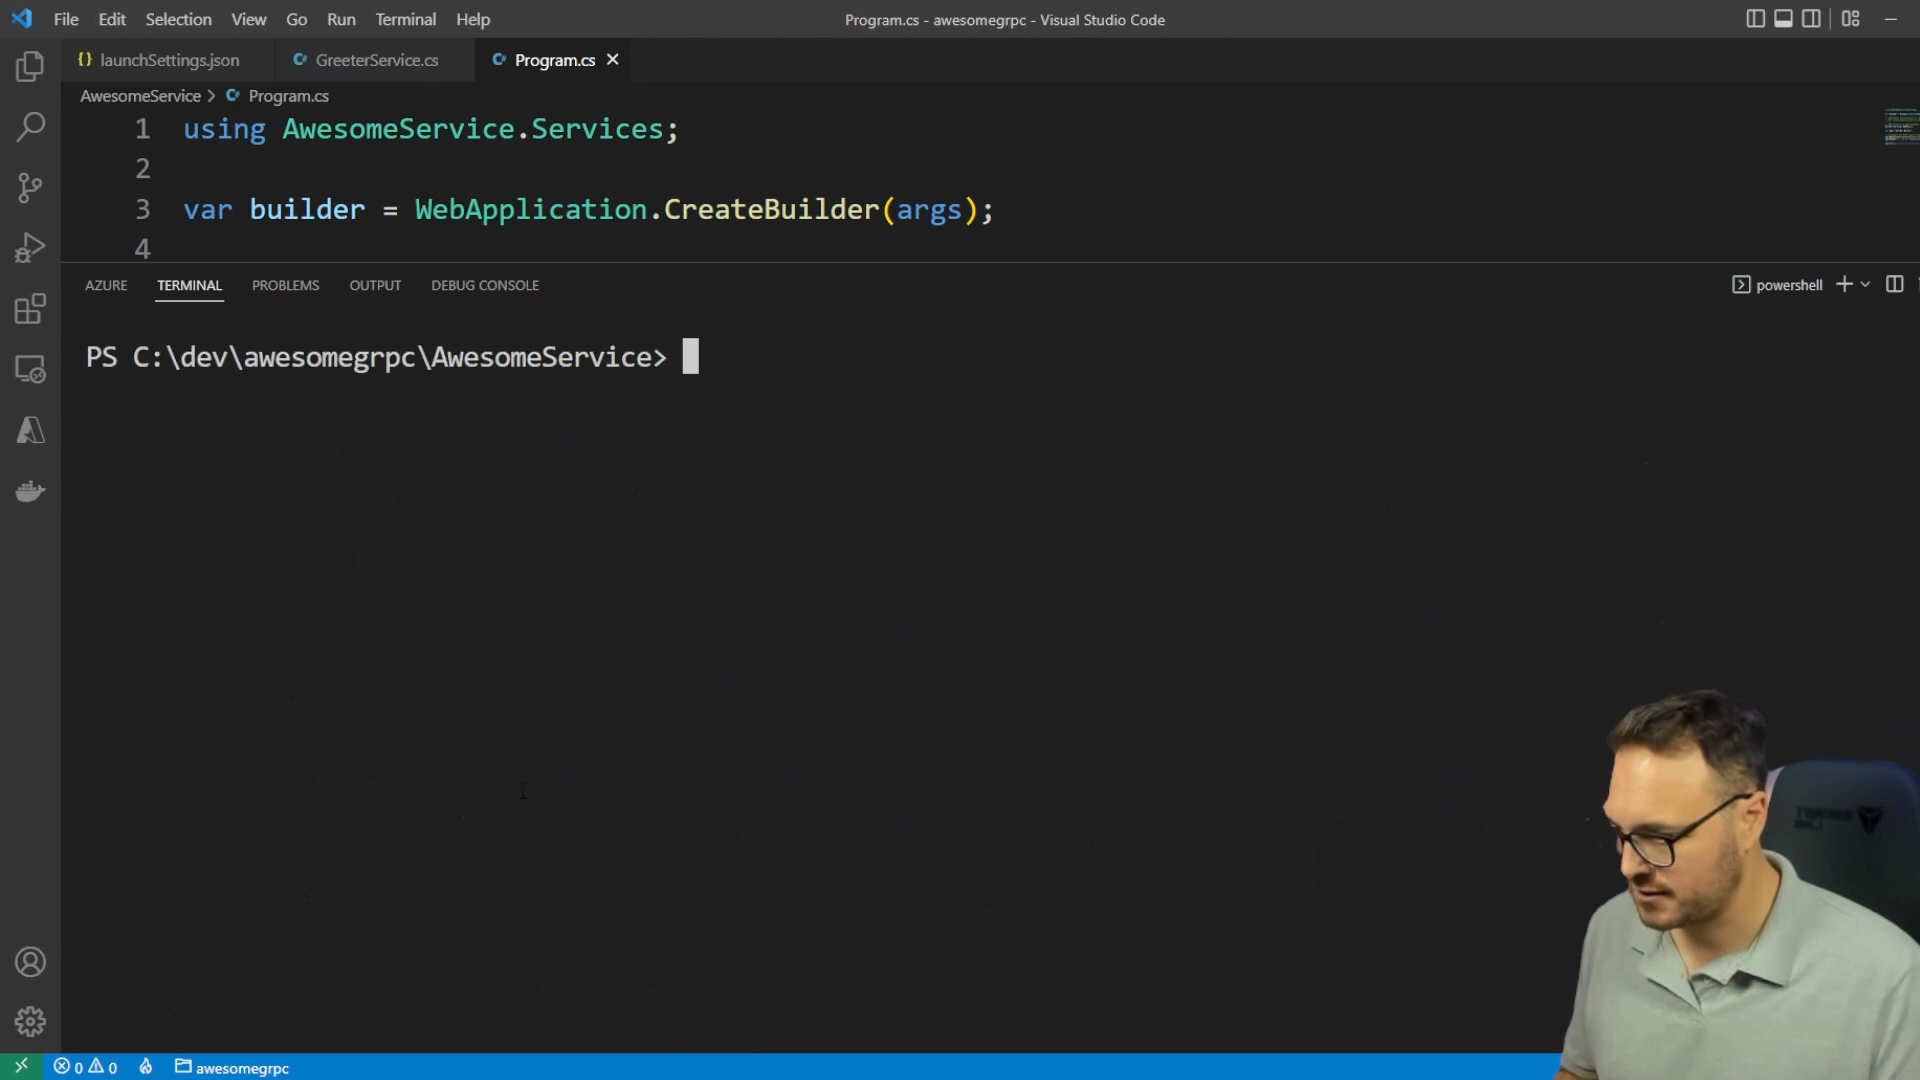 File Edit Selection View Go Run Terminal Help
Program.cs - awesomegrpc - Visual Studio Code
launchSettings.json GreeterService.cs Program.cs
AwesomeService > Program.cs
1 using AwesomeService.Services;
2
3 var builder = WebApplication.CreateBuilder(args);
4
AZURE TERMINAL PROBLEMS OUTPUT DEBUG CONSOLE
powershell
PS C:\dev\awesomegrpc\AwesomeService>
0 0 awesomegrpc